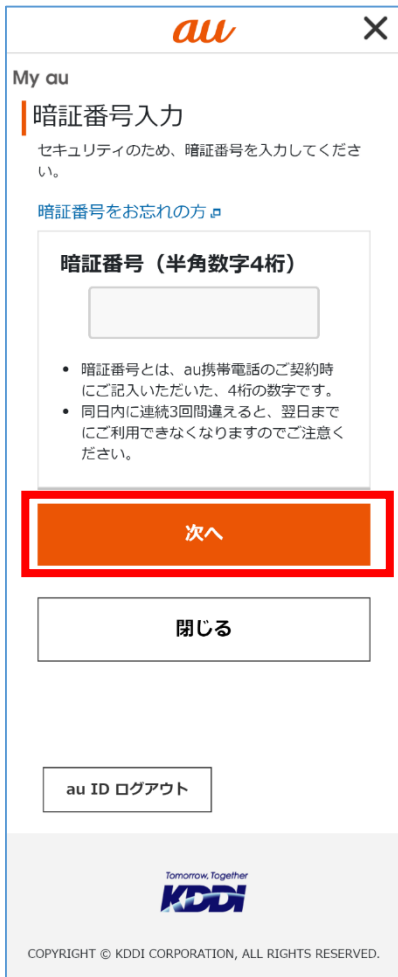 au
My au
暗証番号入力
セキュリティのため、暗証番号を入力してくださ
い。
暗証番号をお忘れの方
暗証番号（半角数字4桁）
• 暗証番号とは、au携帯電話のご契約時
にご記入いただいた、4桁の数字です。
• 同日内に連続3回間違えると、翌日まで
にご利用できなくなりますのでご注意く
ださい。
次へ
閉じる
au ID ログアウト
Tomorrow, Together
KDDI
COPYRIGHT © KDDI CORPORATION, ALL RIGHTS RESERVED.